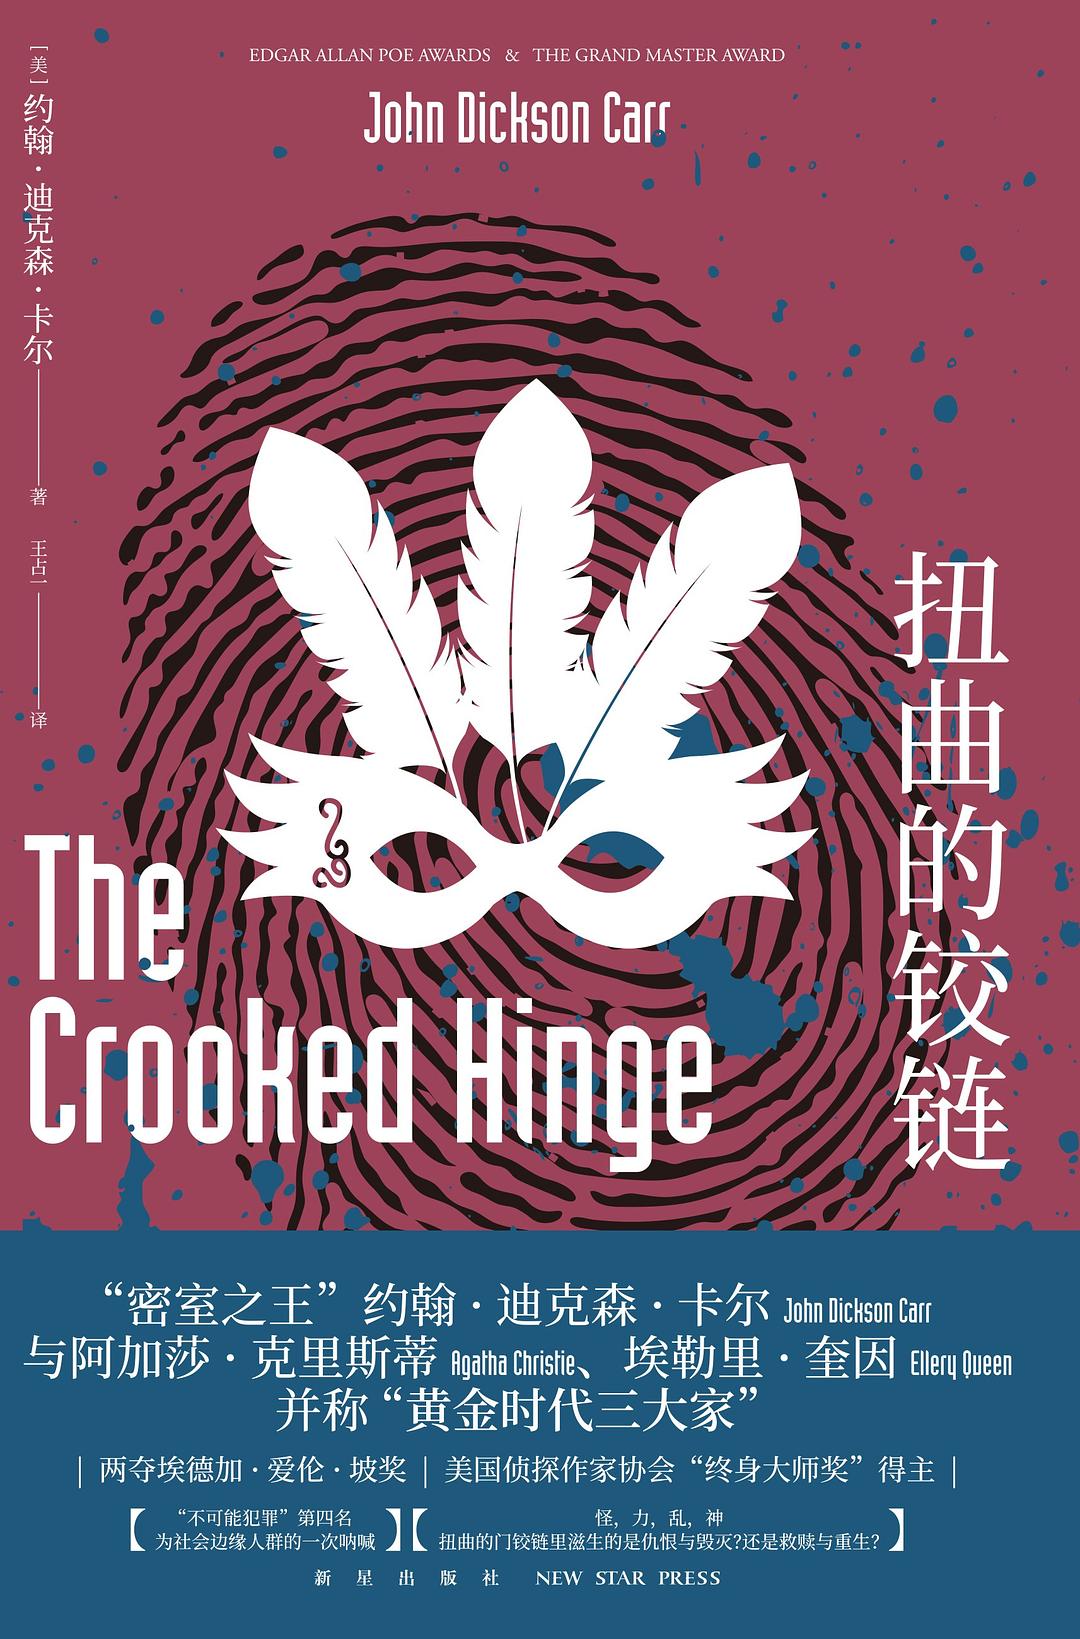 EDGAR ALLAN POE AWARDS & THE GRAND MASTER AWARD
John Dickson Carr
[美]约翰·迪克森·卡尔——著 王占一——译
扭曲的铰链
The
Crooked Hinge
“密室之王”约翰·迪克森·卡尔 John Dickson Carr
与阿加莎·克里斯蒂 Agatha Christie、埃勒里·奎因 Ellery Queen
并称“黄金时代三大家”
| 两夺埃德加·爱伦·坡奖 | 美国侦探作家协会“终身大师奖”得主 |
【“不可能犯罪”第四名
为社会边缘人群的一次呐喊】
【怪，力，乱，神
扭曲的门铰链里滋生的是仇恨与毁灭?还是救赎与重生?】
新星出版社 NEW STAR PRESS